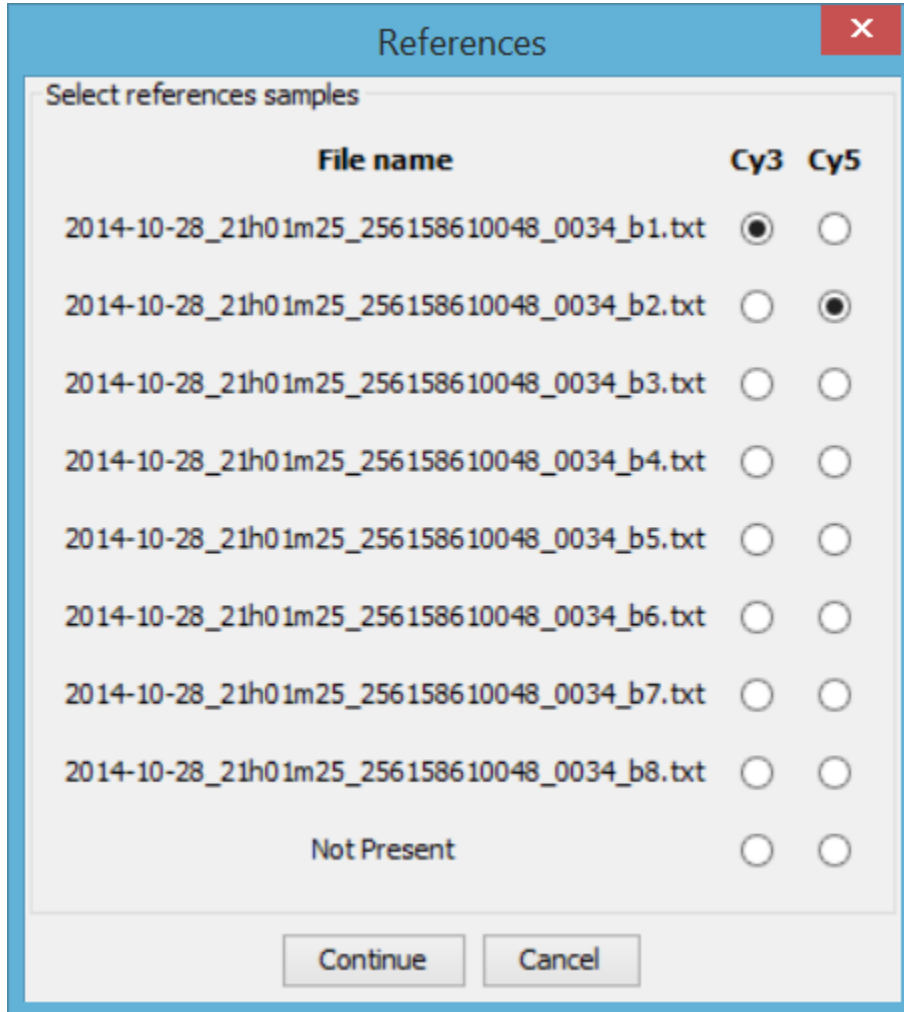 References
Select references samples
File name Cy3 Cy5
2014-10-28_21h01m25_256158610048_0034_b1.txt
2014-10-28_21h01m25_256158610048_0034_b2.txt
2014-10-28_21h01m25_256158610048_0034_b3.txt
2014-10-28_21h01m25_256158610048_0034_b4.txt
2014-10-28_21h01m25_256158610048_0034_b5.txt
2014-10-28_21h01m25_256158610048_0034_b6.txt
2014-10-28_21h01m25_256158610048_0034_b7.txt
2014-10-28_21h01m25_256158610048_0034_b8.txt
Not Present
Continue Cancel